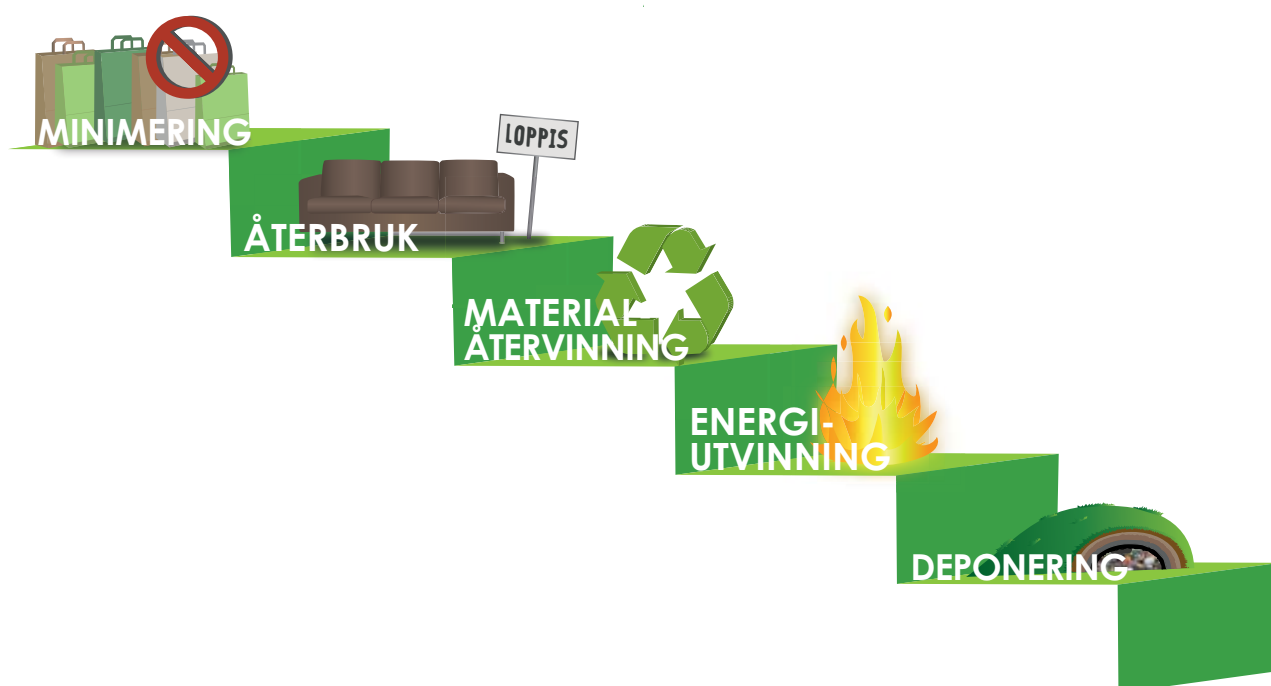 MINIMERING
LOPPIS
ÅTERBRUK
MATERIAL-
ÅTERVINNING
ENERGI-
UTVINNING
DEPONERING